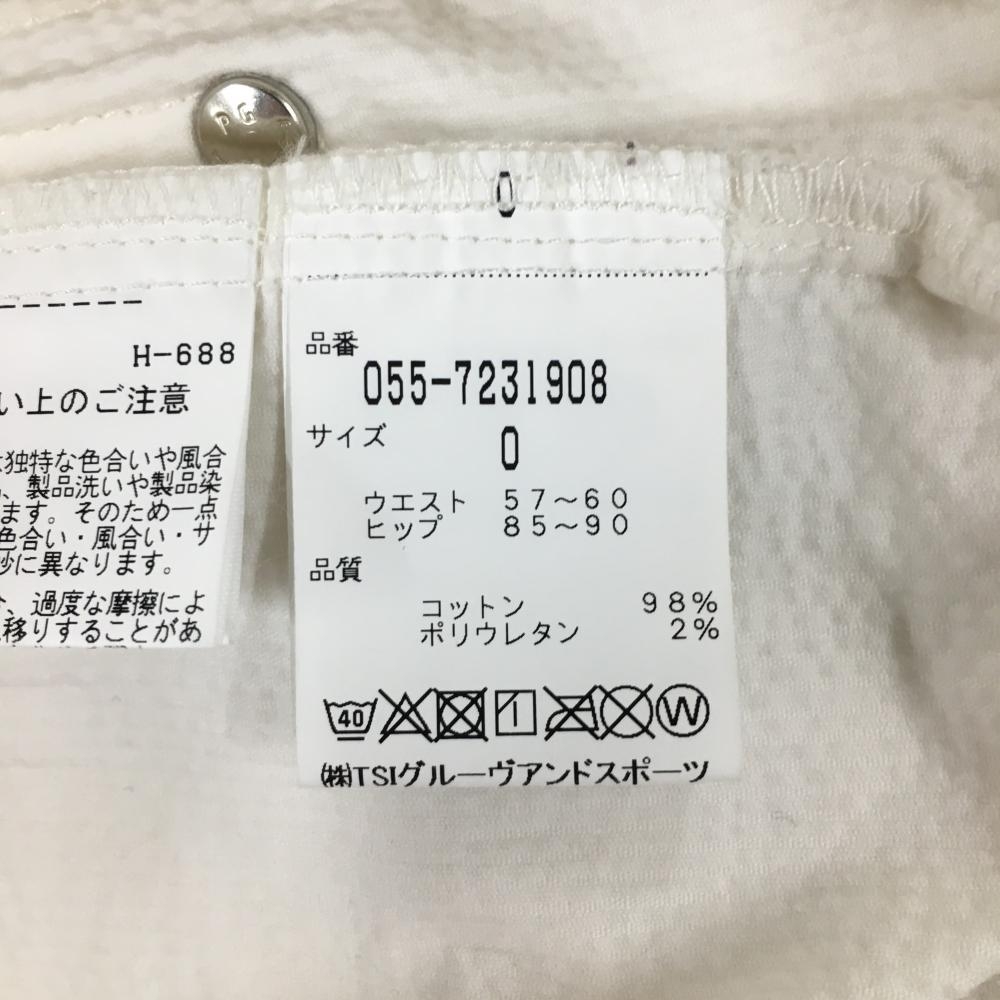 PG
0
H-688
い上のご注意
独特な色合いや風合
、製品洗いや製品染
ます。そのため一点
色合い・風合い・サ
妙に異なります。
、過度な摩擦によ
移りすることがあ
品番
055-7231908
サイズ
0
ウエスト 57～60
ヒップ 85～90
品質
コットン 98%
ポリウレタン 2%
40
W
㈱TSIグルーヴアンドスポーツ